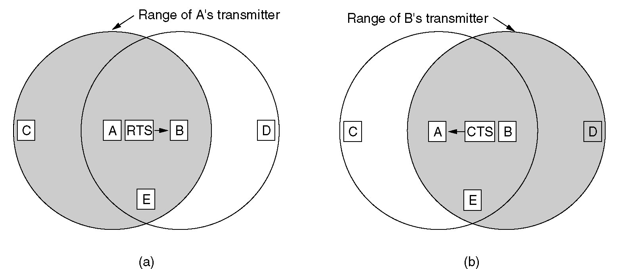 Range of A's transmitter
C A RTS B D
E
(a)
Range of B's transmitter
C A CTS B D
E
(b)